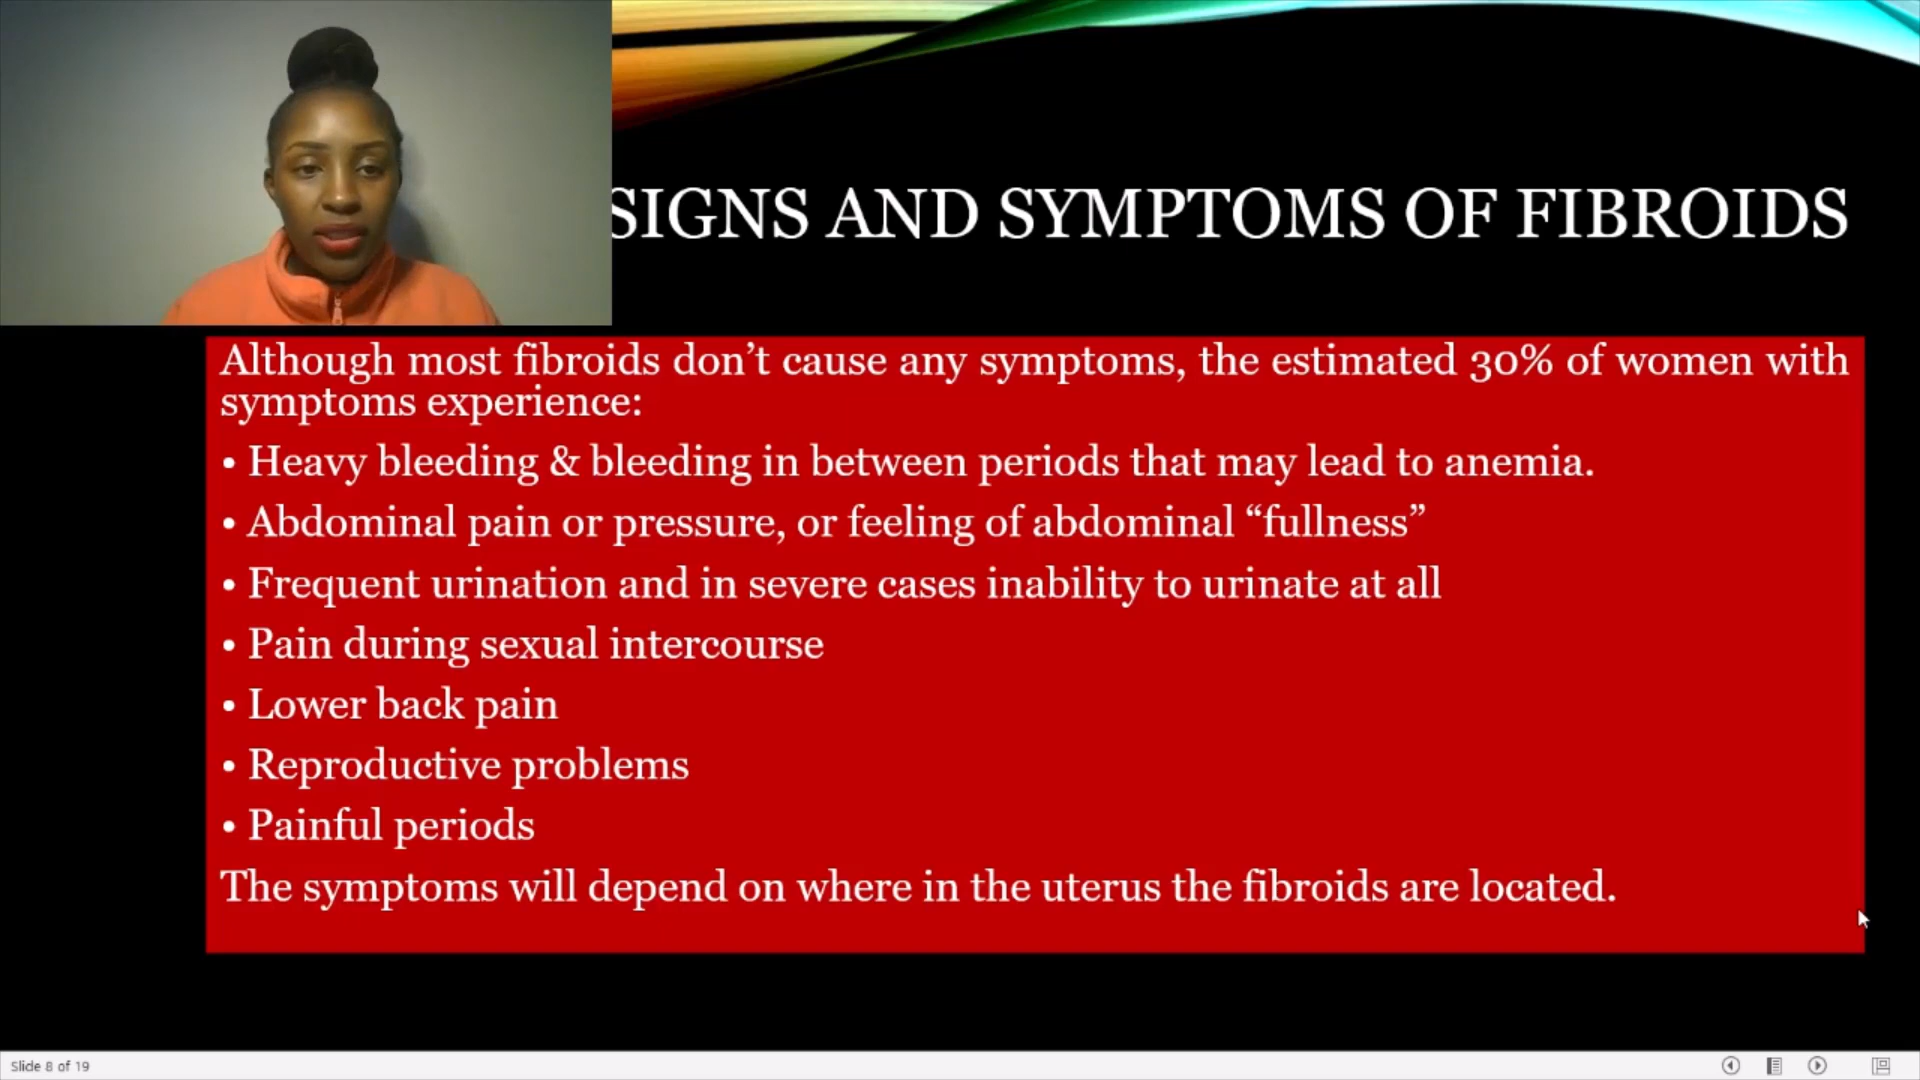 SIGNS AND SYMPTOMS OF FIBROIDS
Although most fibroids don’t cause any symptoms, the estimated 30% of women with
symptoms experience:
• Heavy bleeding & bleeding in between periods that may lead to anemia.
• Abdominal pain or pressure, or feeling of abdominal “fullness”
• Frequent urination and in severe cases inability to urinate at all
• Pain during sexual intercourse
• Lower back pain
• Reproductive problems
• Painful periods
The symptoms will depend on where in the uterus the fibroids are located.
Slide 8 of 19